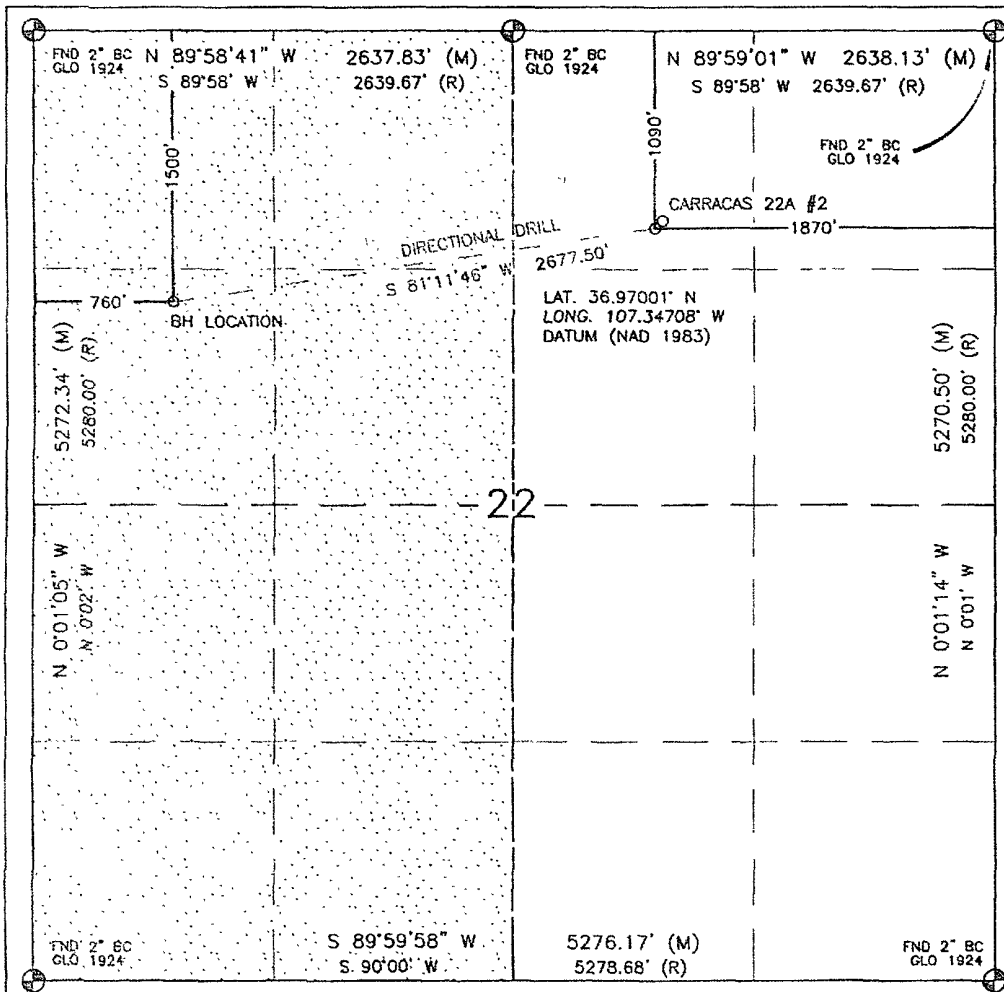 FND 2" BC
GLO 1924
N 89°58'41" W 2637.83' (M)
S 89°58' W 2639.67' (R)
FND 2" BC
GLO 1924
N 89°59'01" W 2638.13' (M)
S 89°58' W 2639.67' (R)
FND 2" BC
GLO 1924
1500'
1090'
CARRACAS 22A #2
1870'
DIRECTIONAL DRILL
S 81°11'46" W 2677.50'
760'
BH LOCATION
LAT. 36.97001° N
LONG. 107.34708° W
DATUM (NAD 1983)
5272.34' (M)
5280.00' (R)
5270.50' (M)
5280.00' (R)
22
N 0°01'05" W
N 0°02' W
N 0°01'14" W
N 0°01' W
FND 2" BC
GLO 1924
S 89°59'58" W
S 90°00' W
5276.17' (M)
5278.68' (R)
FND 2" BC
GLO 1924